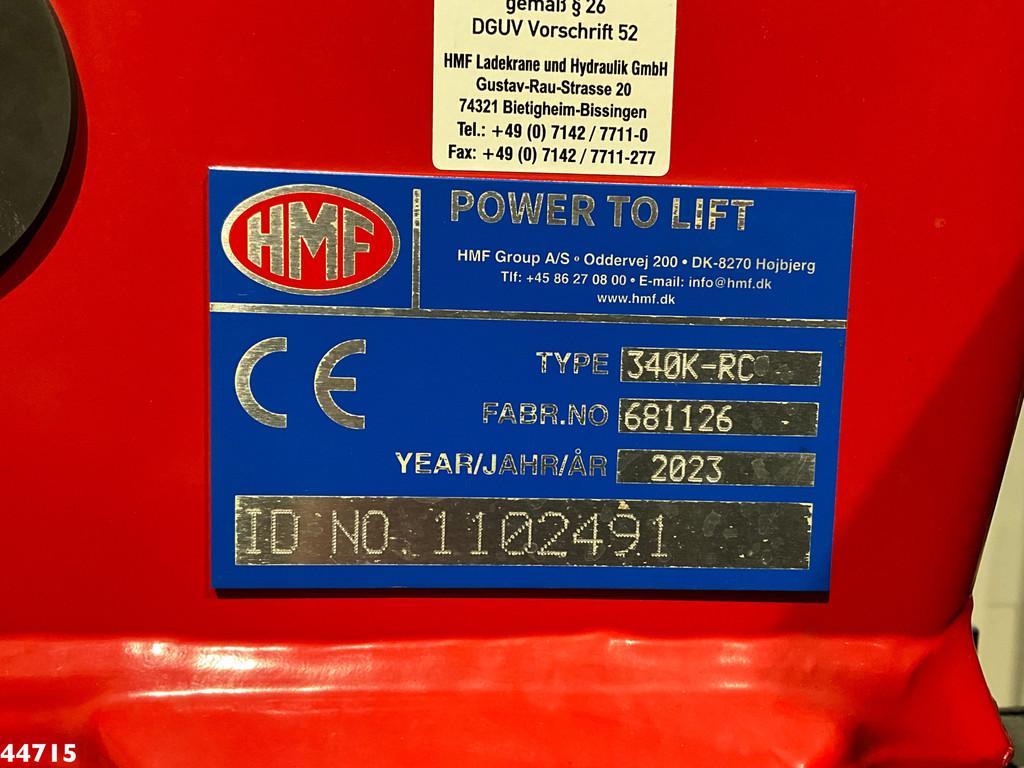 gemäß § 26
DGUV Vorschrift 52
HMF Ladekrane und Hydraulik GmbH
Gustav-Rau-Strasse 20
74321 Bietigheim-Bissingen
Tel.: +49 (0) 7142 / 7711-0
Fax: +49 (0) 7142 / 7711-277
HMF
POWER TO LIFT
HMF Group A/S • Oddervej 200 • DK-8270 Højbjerg
Tlf: +45 86 27 08 00 • E-mail: info@hmf.dk
www.hmf.dk
CE
TYPE 340K-RC
FABR.NO 681126
YEAR/JAHR/ÅR 2023
ID NO. 1102491
44715